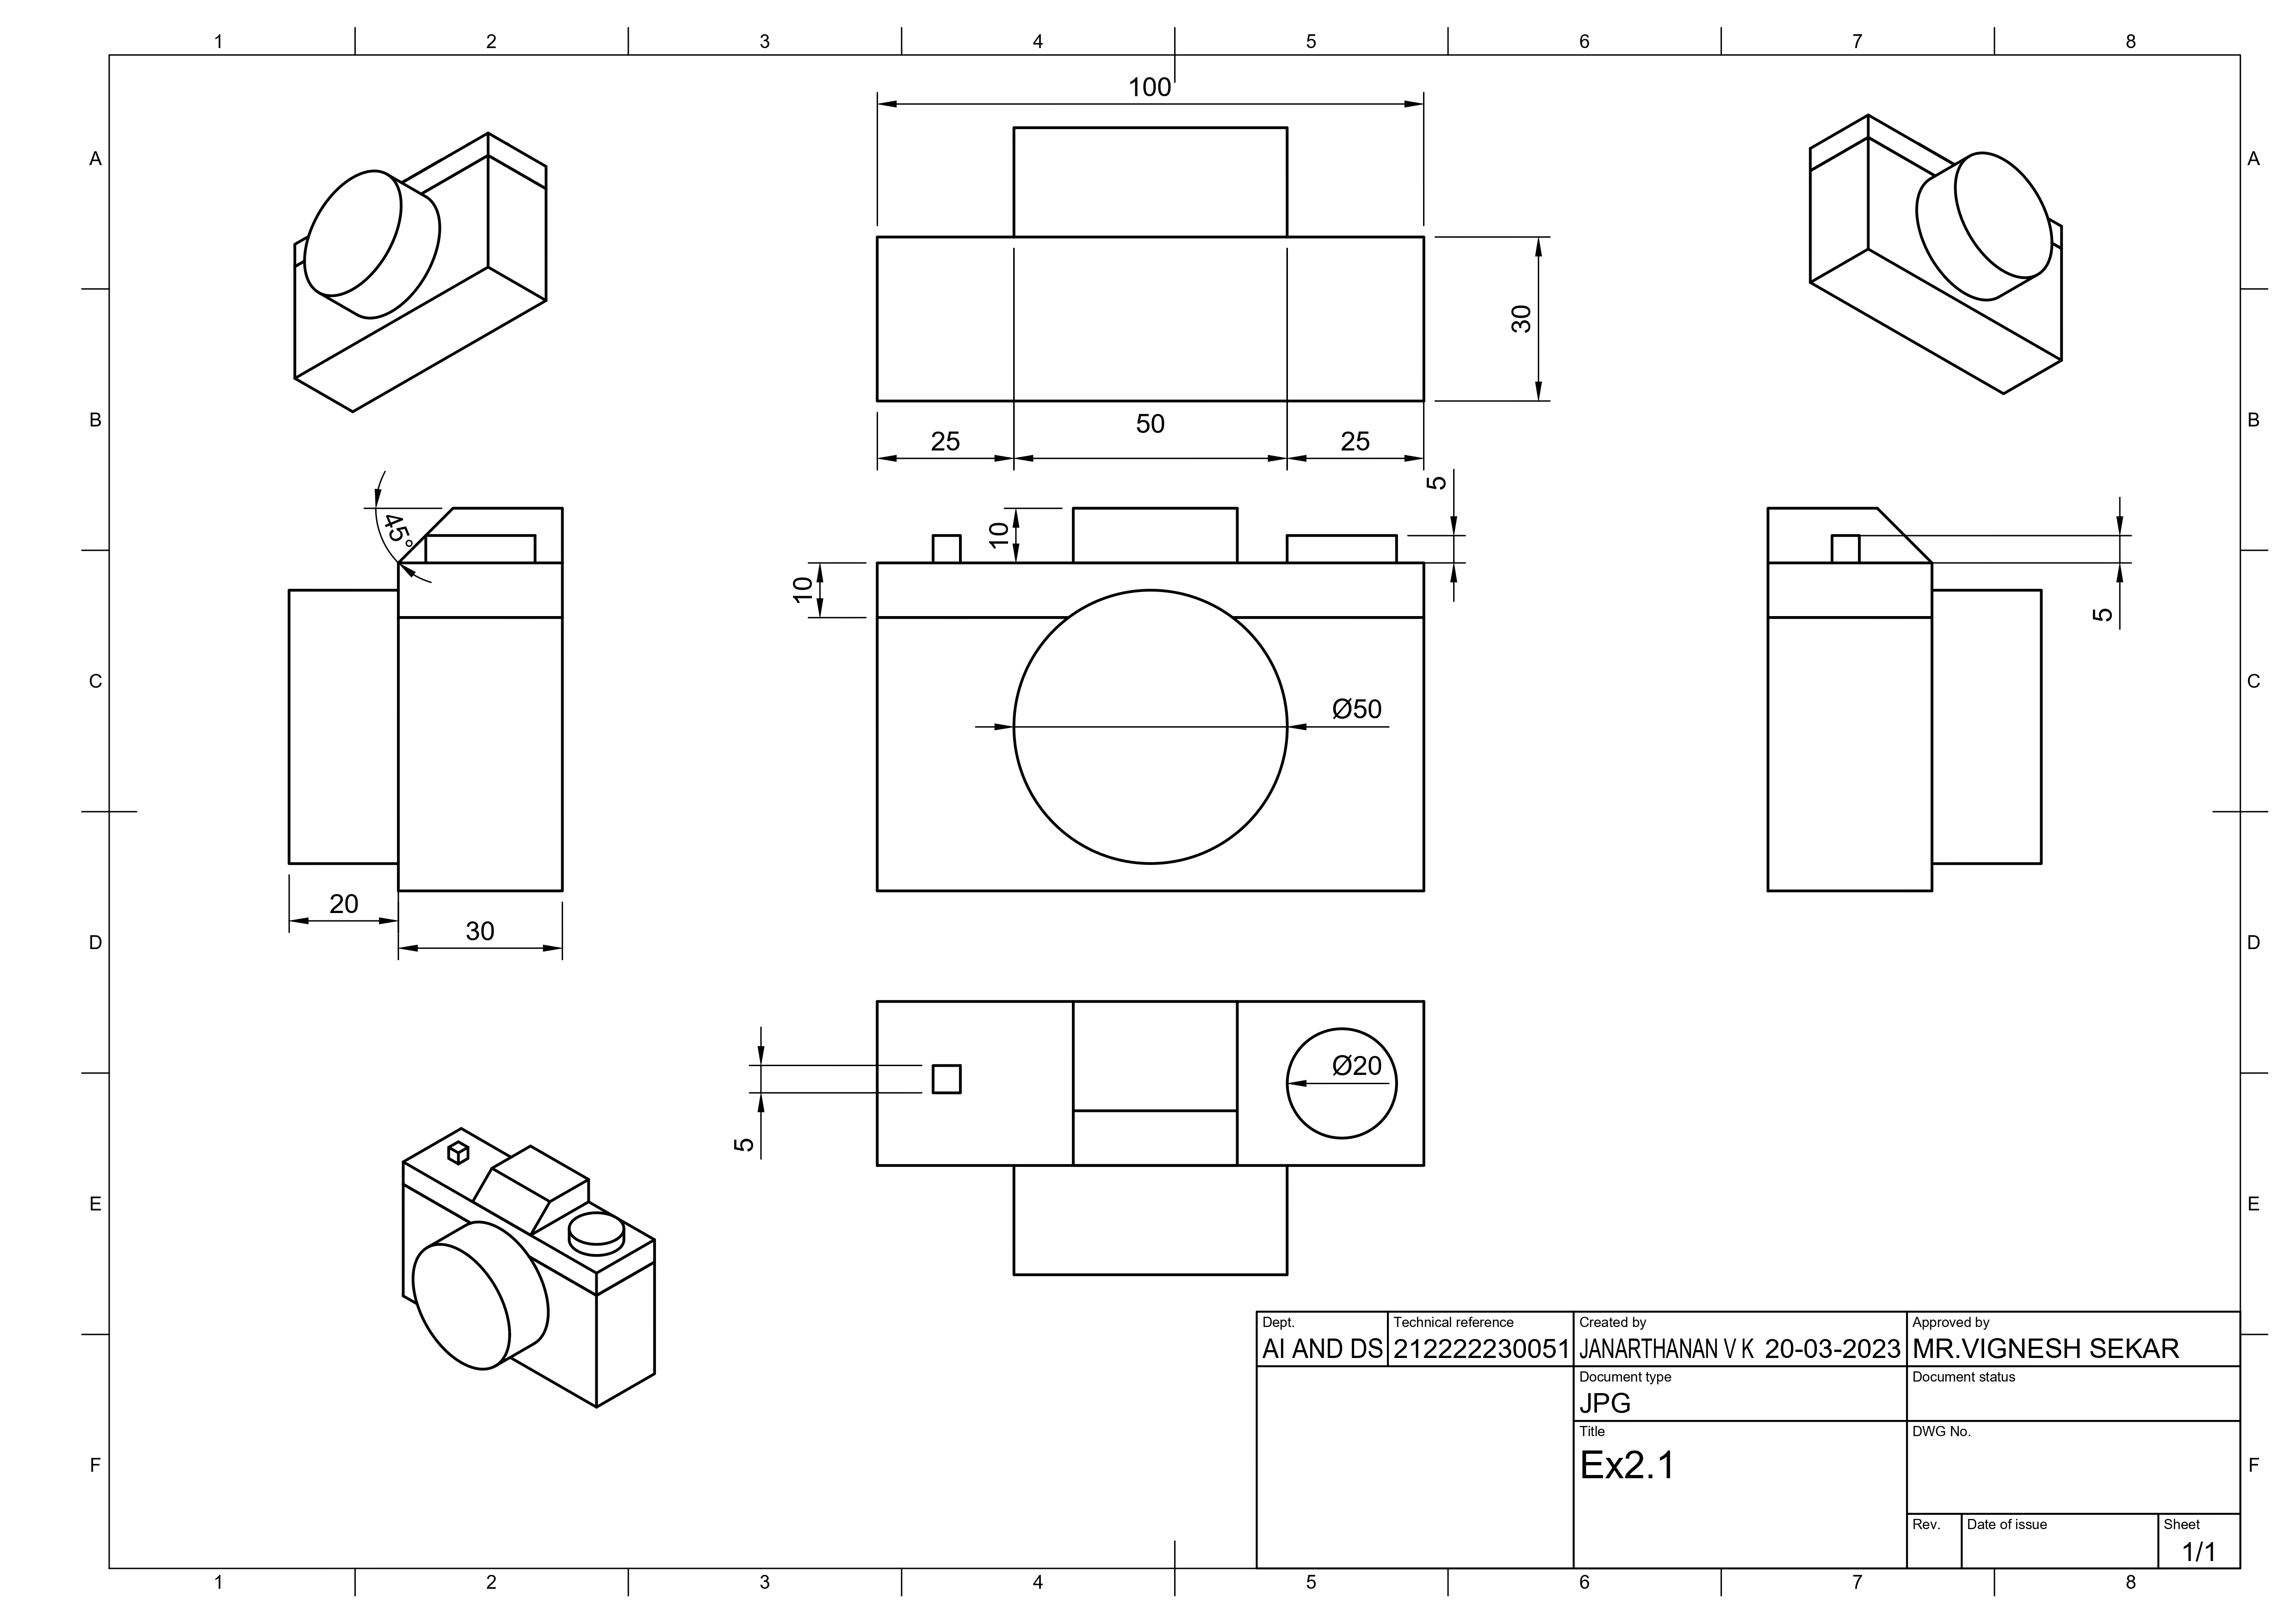 1 2 3 4 5 6 7 8
100
A A
30
B B
25 50 25
5
45°
10
10
5
C C
Ø50
20
30
D D
Ø20
5
E E
Dept. Technical reference Created by Approved by
AI AND DS 212222230051 JANARTHANAN V K 20-03-2023 MR.VIGNESH SEKAR
Document type Document status
JPG
Title DWG No.
Ex2.1
F F
Rev. Date of issue Sheet
1/1
1 2 3 4 5 6 7 8